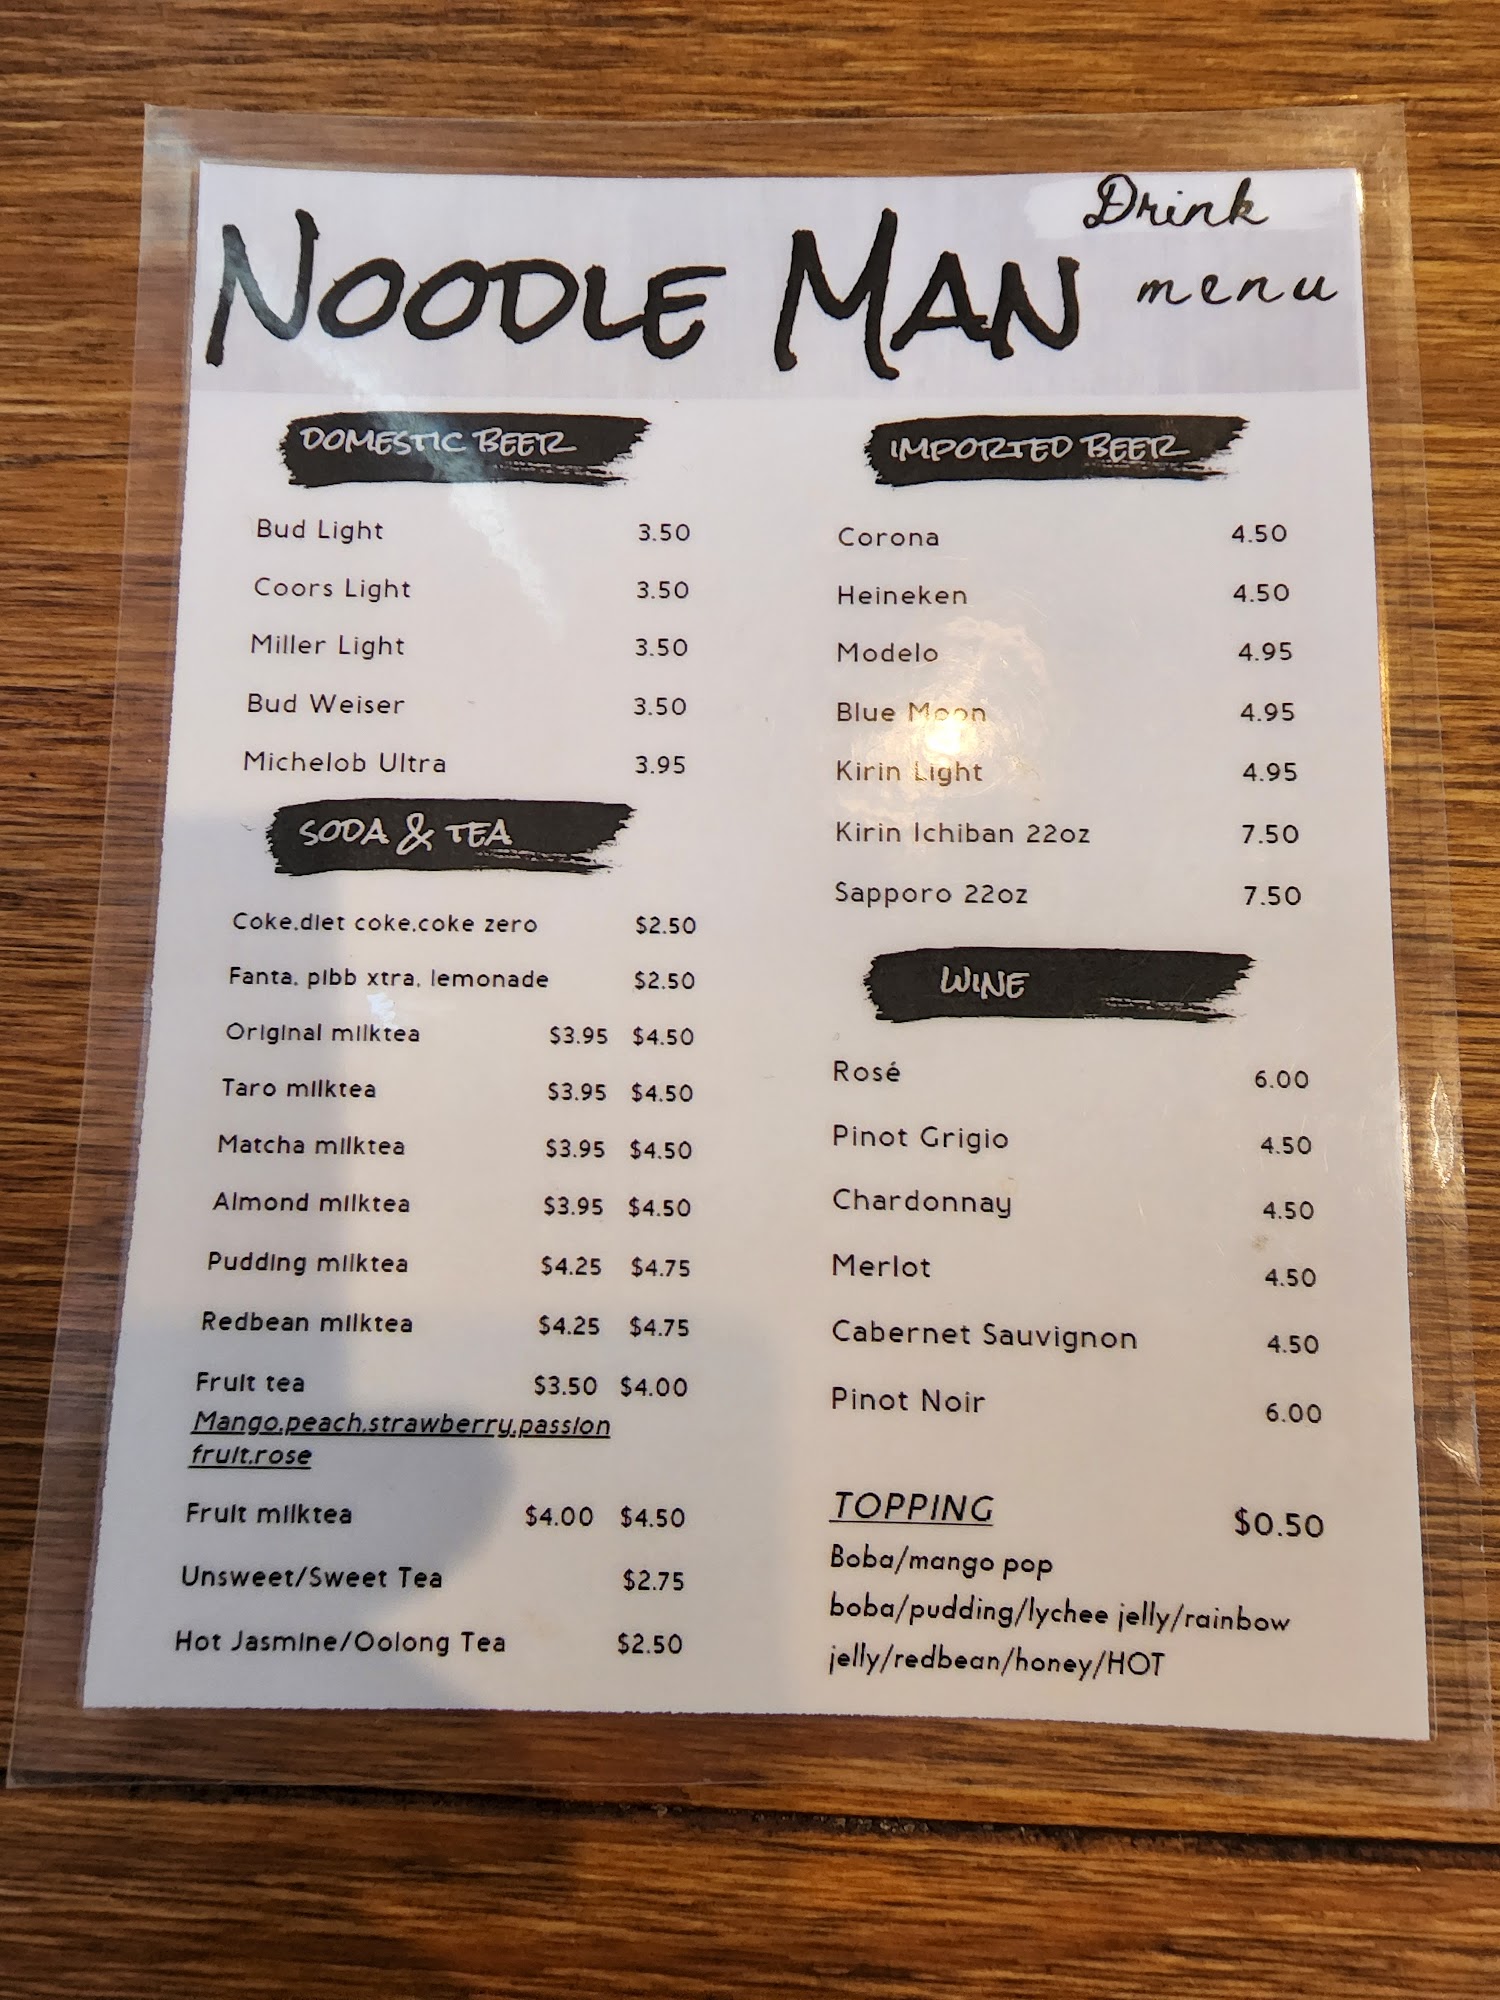 NOODLE MAN
Drink
menu
DOMESTIC BEER
Bud Light 3.50
Coors Light 3.50
Miller Light 3.50
Bud Weiser 3.50
Michelob Ultra 3.95
SODA & TEA
Coke.diet coke.coke zero $2.50
Fanta. pibb xtra. lemonade $2.50
Original milktea $3.95 $4.50
Taro milktea $3.95 $4.50
Matcha milktea $3.95 $4.50
Almond milktea $3.95 $4.50
Pudding milktea $4.25 $4.75
Redbean milktea $4.25 $4.75
Fruit tea $3.50 $4.00
Mango.peach.strawberry.passion
fruit.rose
Fruit milktea $4.00 $4.50
Unsweet/Sweet Tea $2.75
Hot Jasmine/Oolong Tea $2.50
IMPORTED BEER
Corona 4.50
Heineken 4.50
Modelo 4.95
Blue Moon 4.95
Kirin Light 4.95
Kirin Ichiban 22oz 7.50
Sapporo 22oz 7.50
WINE
Rosé 6.00
Pinot Grigio 4.50
Chardonnay 4.50
Merlot 4.50
Cabernet Sauvignon 4.50
Pinot Noir 6.00
TOPPING $0.50
Boba/mango pop
boba/pudding/lychee jelly/rainbow
jelly/redbean/honey/HOT